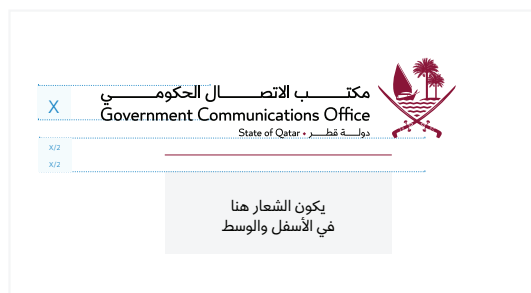 مكتب الاتصال الحكومي
X
Government Communications Office
State of Qatar • دولة قطر
X/2
X/2
يكون الشعار هنا
في الأسفل والوسط